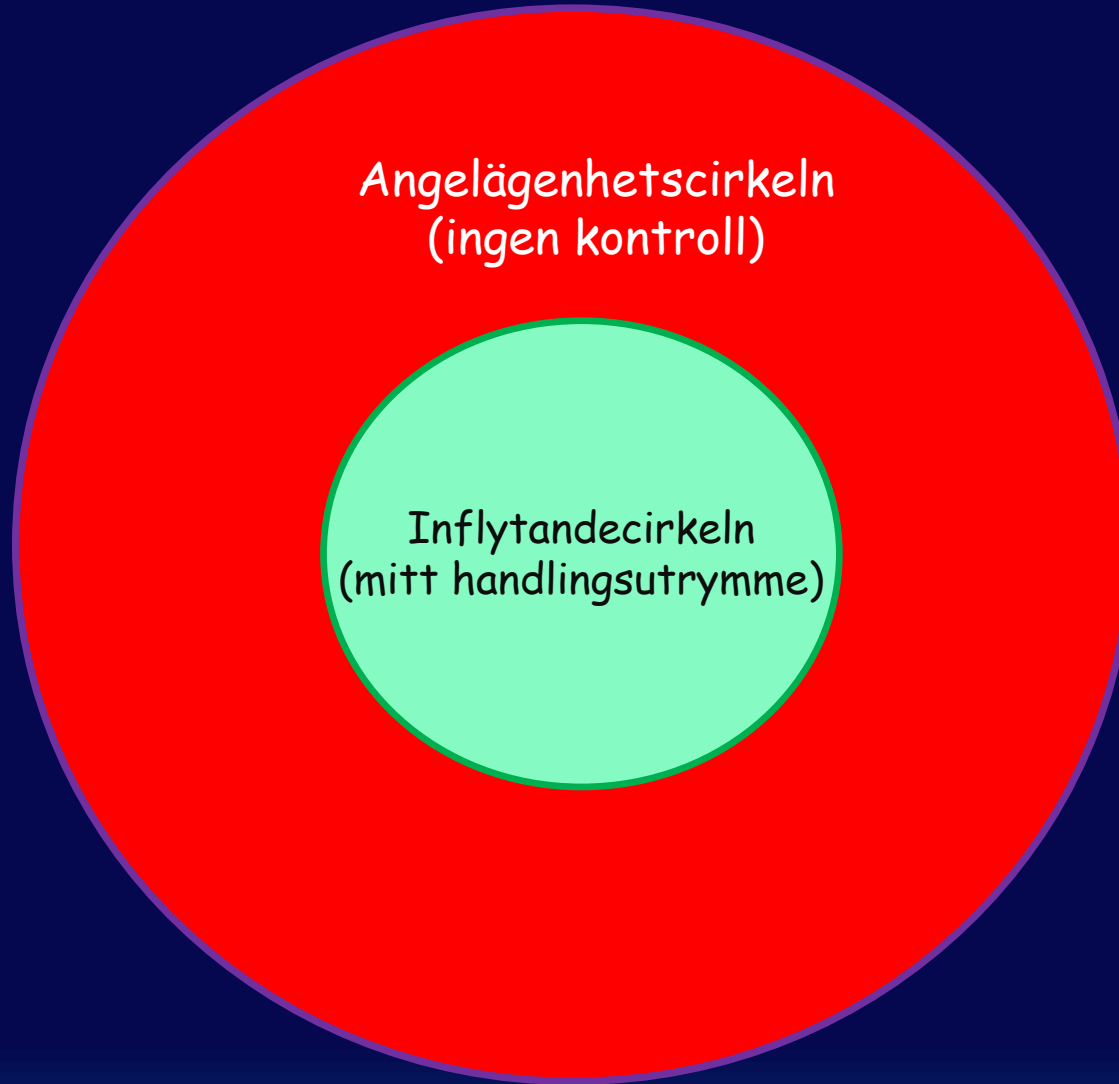 Angelägenhetscirkeln
(ingen kontroll)
Inflytandecirkeln
(mitt handlingsutrymme)